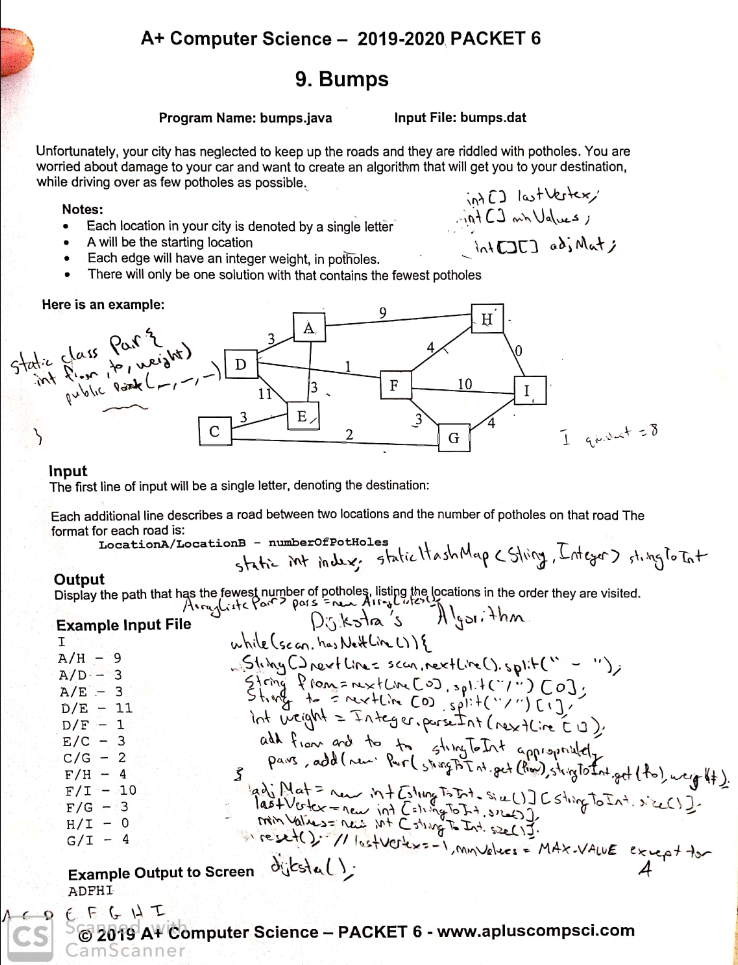 A+ Computer Science – 2019-2020 PACKET 6
9. Bumps
Program Name: bumps.java Input File: bumps.dat
Unfortunately, your city has neglected to keep up the roads and they are riddled with potholes. You are
worried about damage to your car and want to create an algorithm that will get you to your destination,
while driving over as few potholes as possible.
int[] lastVertex;
Notes:
int[] minValues;
• Each location in your city is denoted by a single letter
• A will be the starting location
int[][] adjMat;
• Each edge will have an integer weight, in potholes.
• There will only be one solution with that contains the fewest potholes
Here is an example:
static class Pair {
int from, to, weight)
public Pair(-, -, -)
}
A
9
H
3
4
0
D
1
F
10
I
11
3
E
3
3
4
C
2
G
I = 8
Input
The first line of input will be a single letter, denoting the destination:
Each additional line describes a road between two locations and the number of potholes on that road The
format for each road is:
LocationA/LocationB - numberOfPotHoles
static int index; static HashMap<String, Integer> stringToInt
Output
Display the path that has the fewest number of potholes, listing the locations in the order they are visited.
ArrayList<Pair> pairs = new ArrayList<>();
Example Input File
Dijkstra's Algorithm
I
while(scan.hasNextLine()){
A/H - 9
String[] nextLine = scan.nextLine().split(" - ");
A/D - 3
String from = nextLine[0].split("/")[0];
A/E - 3
String to = nextLine[0].split("/")[1];
D/E - 11
int weight = Integer.parseInt(nextLine[1]);
D/F - 1
add from and to to stringToInt appropriately
E/C - 3
pairs.add(new Pair(stringToInt.get(from), stringToInt.get(to), weight).
C/G - 2
}
F/H - 4
adjMat = new int[stringToInt.size()][stringToInt.size()].
F/I - 10
lastVertex = new int[stringToInt.size()].
F/G - 3
minValues = new int[stringToInt.size()].
H/I - 0
reset(); // lastVertex = -1, minValues = MAX_VALUE except for
G/I - 4
A
Example Output to Screen
dijksta();
ADFHI
A C D E F G H I
CS Scanned with
CamScanner
© 2019 A+ Computer Science – PACKET 6 - www.apluscompsci.com